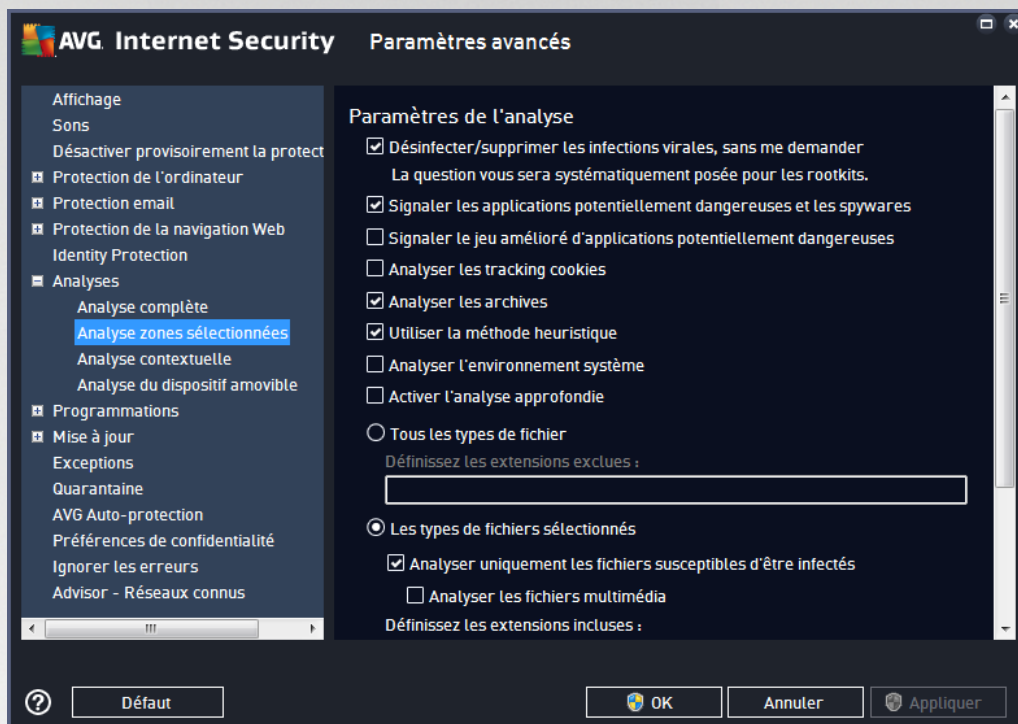 AVG. Internet Security
Paramètres avancés
Affichage
Sons
Désactiver provisoirement la protect
Protection de l'ordinateur
Protection email
Protection de la navigation Web
Identity Protection
Analyses
Analyse complète
Analyse zones sélectionnées
Analyse contextuelle
Analyse du dispositif amovible
Programmations
Mise à jour
Exceptions
Quarantaine
AVG Auto-protection
Préférences de confidentialité
Ignorer les erreurs
Advisor - Réseaux connus
Paramètres de l'analyse
Désinfecter/supprimer les infections virales, sans me demander
La question vous sera systématiquement posée pour les rootkits.
Signaler les applications potentiellement dangereuses et les spywares
Signaler le jeu amélioré d'applications potentiellement dangereuses
Analyser les tracking cookies
Analyser les archives
Utiliser la méthode heuristique
Analyser l'environnement système
Activer l'analyse approfondie
Tous les types de fichier
Définissez les extensions exclues :
Les types de fichiers sélectionnés
Analyser uniquement les fichiers susceptibles d'être infectés
Analyser les fichiers multimédia
Définissez les extensions incluses :
Défaut
OK
Annuler
Appliquer